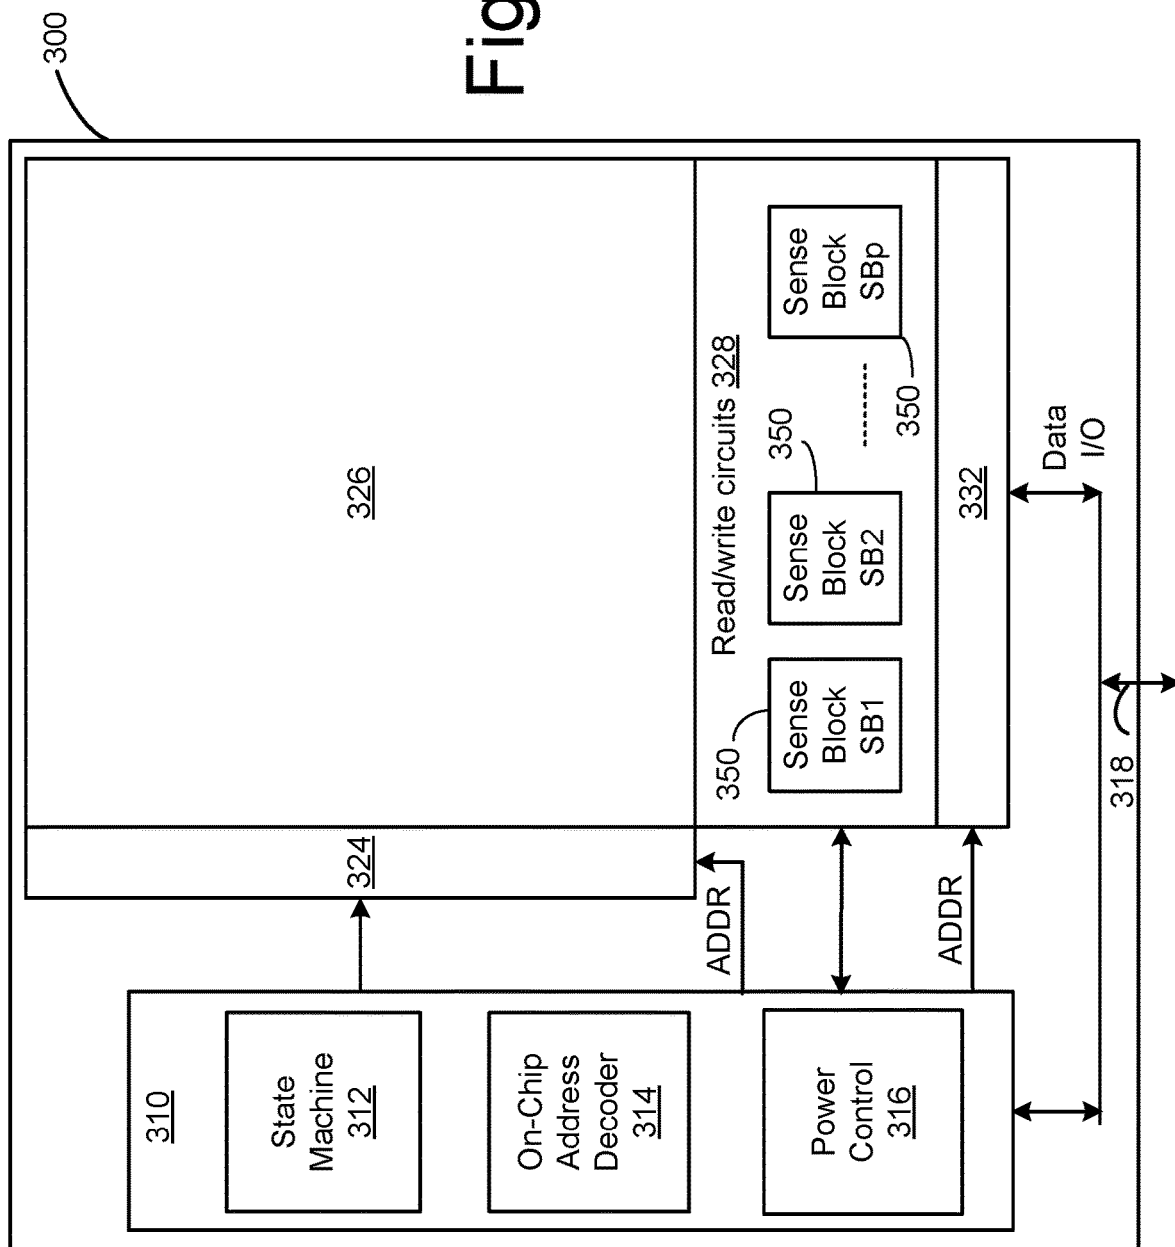 Fig
300
326
324
Read/write circuits 328
350
Sense
Block
SB1
350
Sense
Block
SB2
350
Sense
Block
SBp
332
ADDR
ADDR
Data
I/O
318
310
State
Machine
312
On-Chip
Address
Decoder
314
Power
Control
316